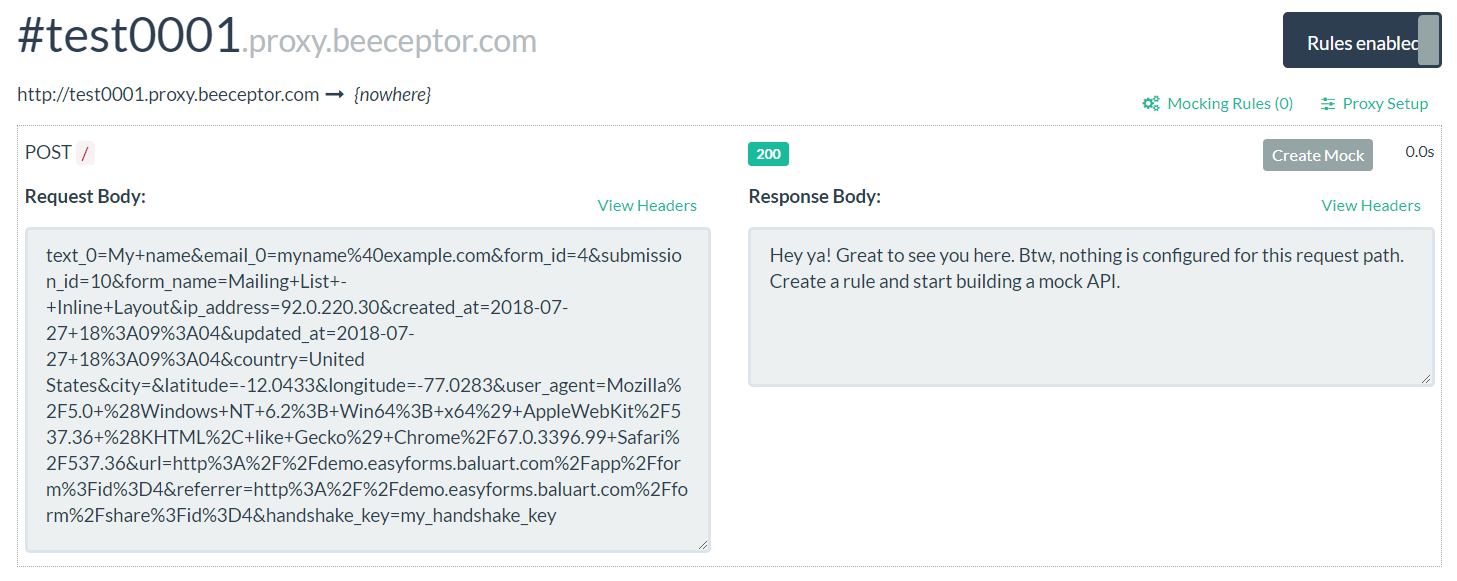 #test0001.proxy.beeceptor.com
Rules enabled
http://test0001.proxy.beeceptor.com → {nowhere}
Mocking Rules (0) Proxy Setup
POST /
200
Create Mock
0.0s
Request Body:
View Headers
Response Body:
View Headers
text_0=My+name&email_0=myname%40example.com&form_id=4&submissio
n_id=10&form_name=Mailing+List+-
+Inline+Layout&ip_address=92.0.220.30&created_at=2018-07-
27+18%3A09%3A04&updated_at=2018-07-
27+18%3A09%3A04&country=United
States&city=&latitude=-12.0433&longitude=-77.0283&user_agent=Mozilla%
2F5.0+%28Windows+NT+6.2%3B+Win64%3B+x64%29+AppleWebKit%2F5
37.36+%28KHTML%2C+like+Gecko%29+Chrome%2F67.0.3396.99+Safari%
2F537.36&url=http%3A%2F%2Fdemo.easyforms.baluart.com%2Fapp%2Ffor
m%3Fid%3D4&referrer=http%3A%2F%2Fdemo.easyforms.baluart.com%2Ffo
rm%2Fshare%3Fid%3D4&handshake_key=my_handshake_key
Hey ya! Great to see you here. Btw, nothing is configured for this request path.
Create a rule and start building a mock API.